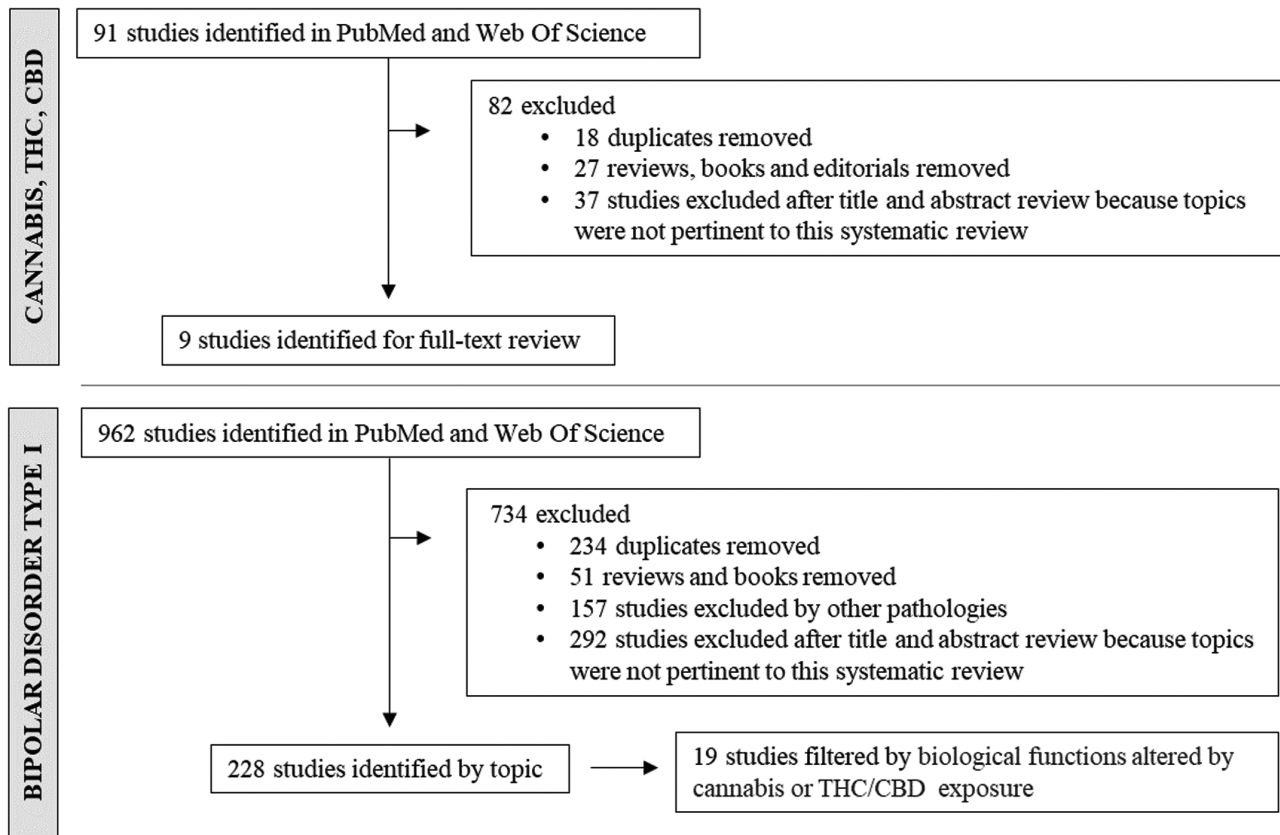 CANNABIS, THC, CBD
91 studies identified in PubMed and Web Of Science
82 excluded
• 18 duplicates removed
• 27 reviews, books and editorials removed
• 37 studies excluded after title and abstract review because topics
were not pertinent to this systematic review
9 studies identified for full-text review
BIPOLAR DISORDER TYPE I
962 studies identified in PubMed and Web Of Science
734 excluded
• 234 duplicates removed
• 51 reviews and books removed
• 157 studies excluded by other pathologies
• 292 studies excluded after title and abstract review because topics
were not pertinent to this systematic review
228 studies identified by topic
19 studies filtered by biological functions altered by
cannabis or THC/CBD exposure